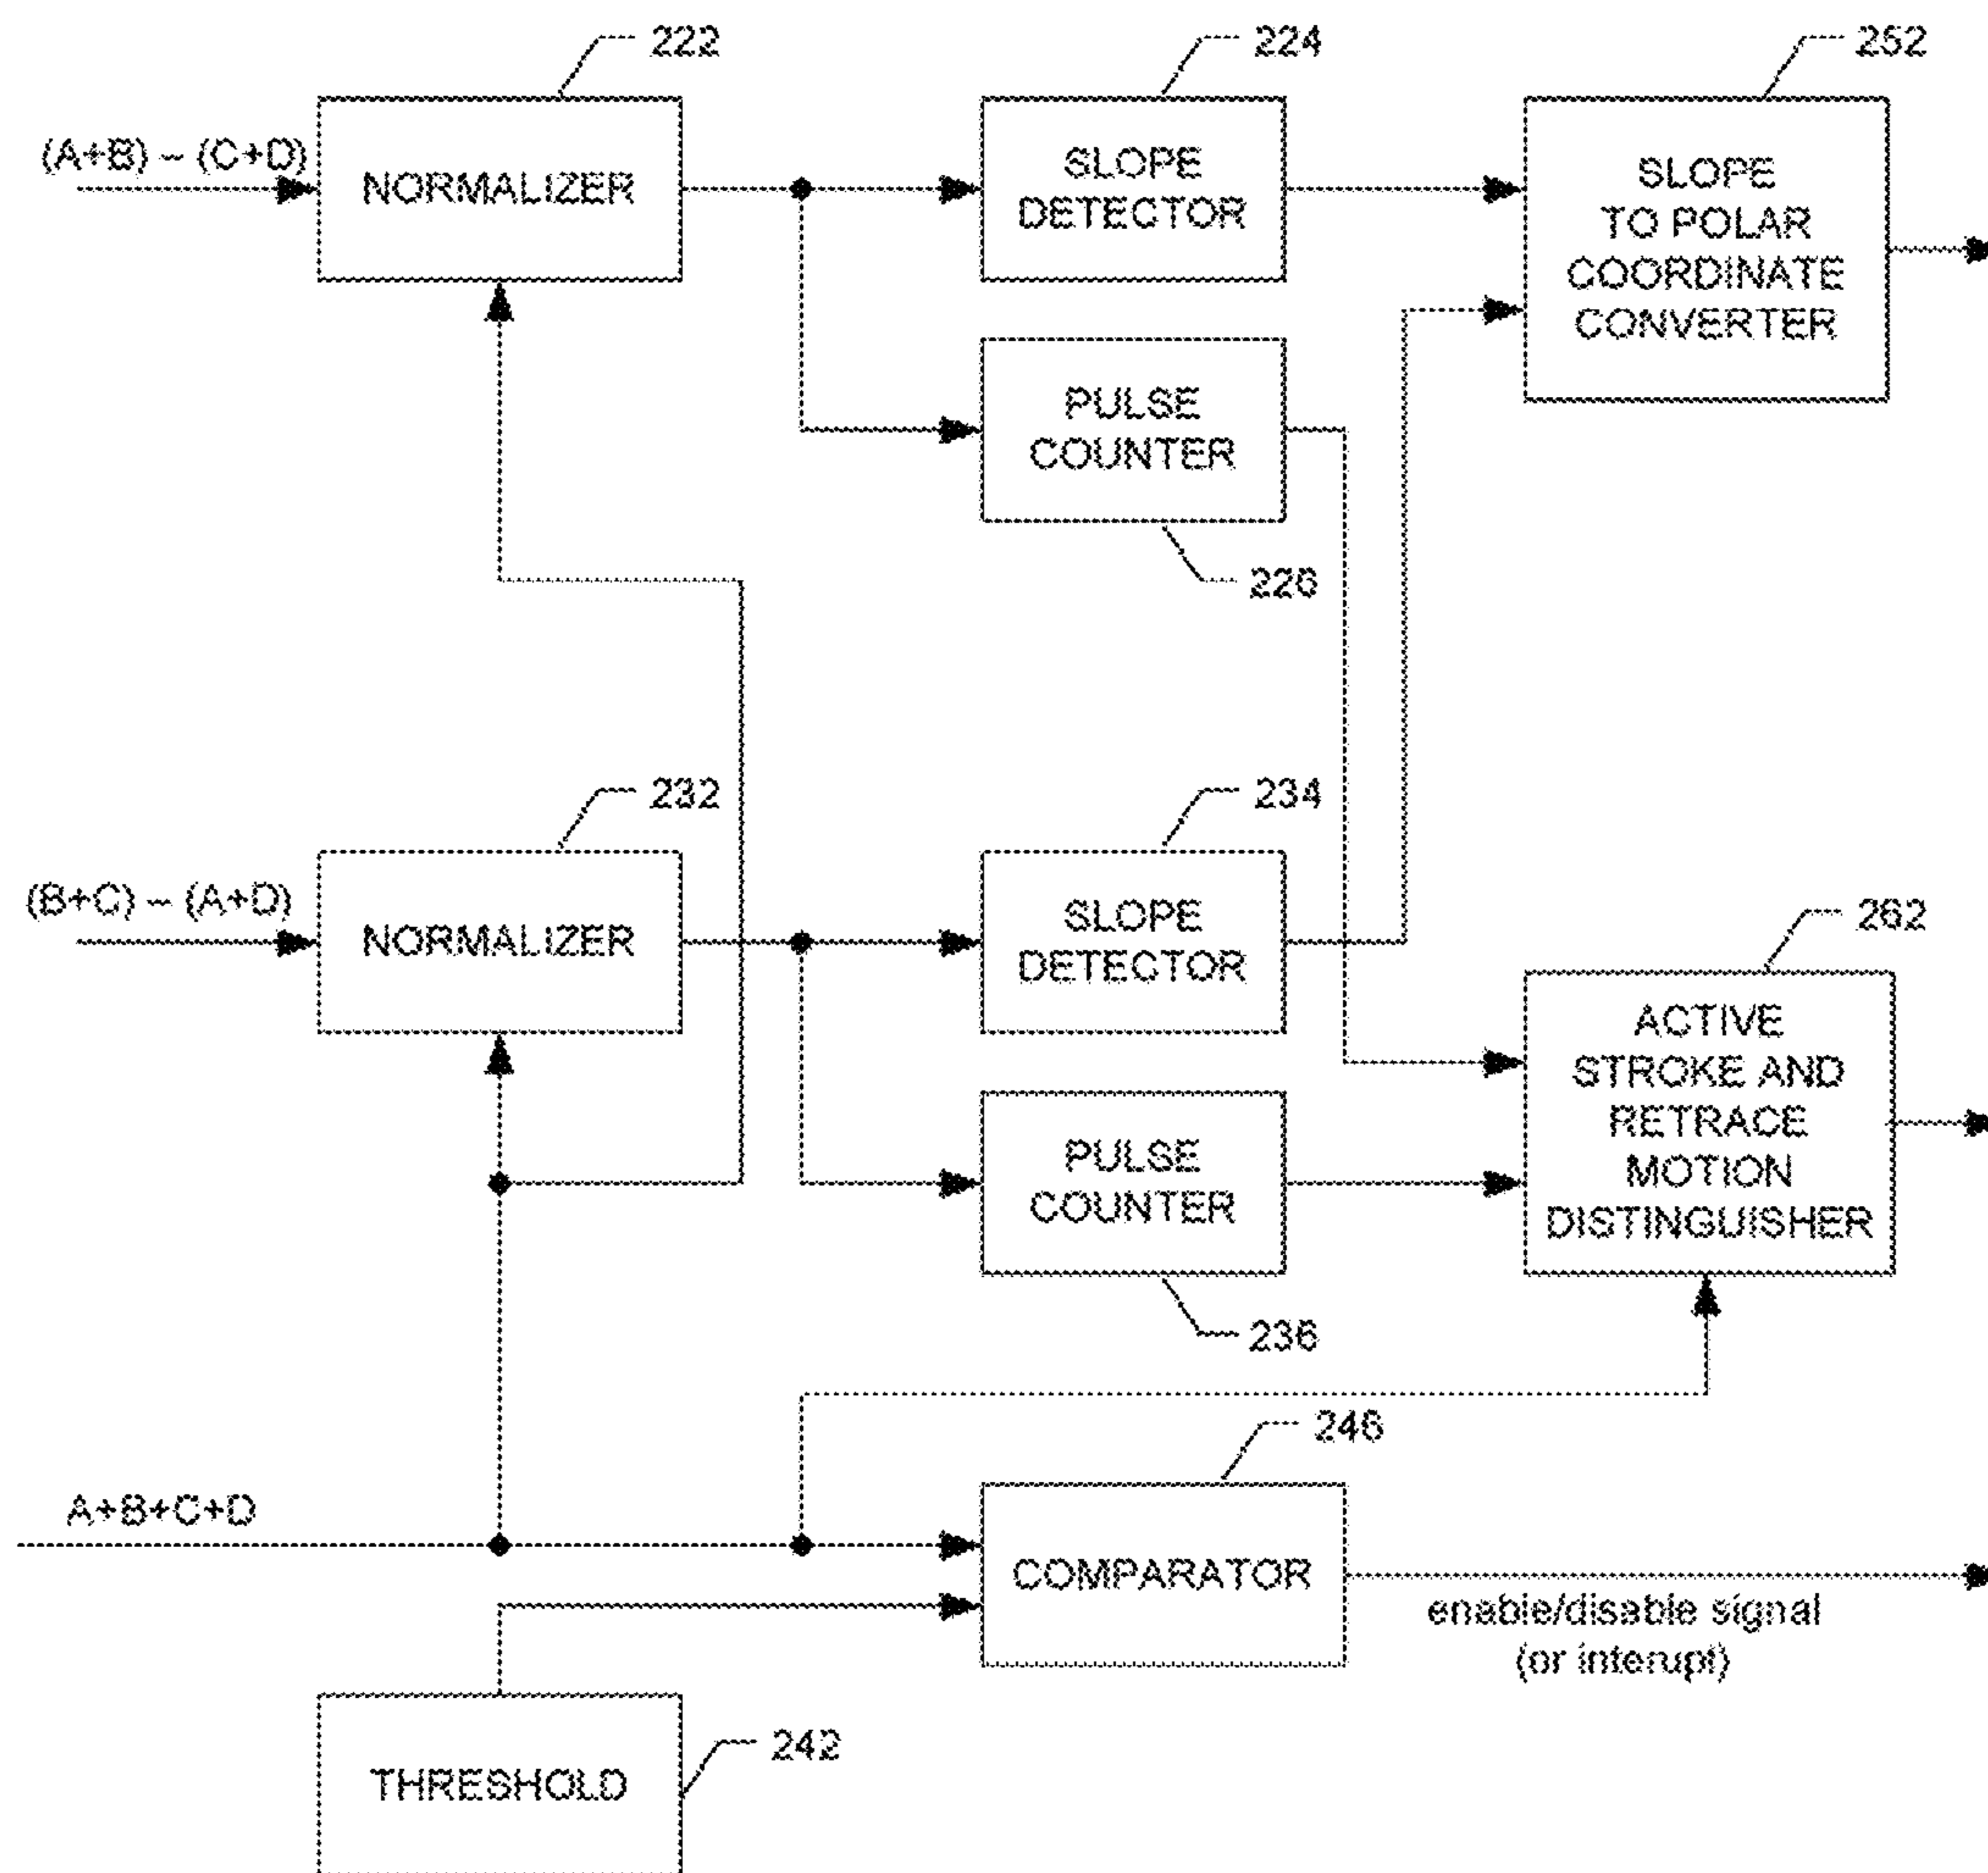 222
224
252
(A+B) – (C+D)
NORMALIZER
SLOPE
DETECTOR
SLOPE
TO POLAR
COORDINATE
CONVERTER
PULSE
COUNTER
226
232
234
(B+C) – (A+D)
NORMALIZER
SLOPE
DETECTOR
262
ACTIVE
STROKE AND
RETRACE
MOTION
DISTINGUISHER
PULSE
COUNTER
236
246
A+B+C+D
COMPARATOR
enable/disable signal
(or interupt)
242
THRESHOLD